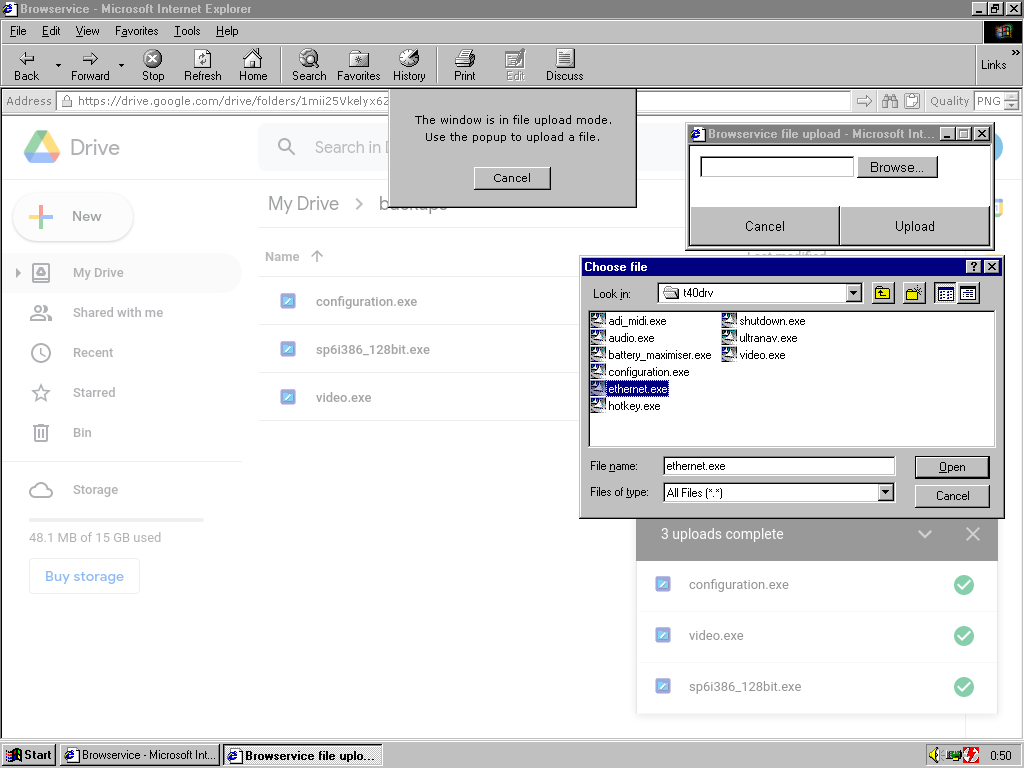 Browservice - Microsoft Internet Explorer
File Edit View Favorites Tools Help
Back Forward Stop Refresh Home Search Favorites History Print Edit Discuss Links »
Address https://drive.google.com/drive/folders/1mii25Vkelyx6Z Quality PNG
The window is in file upload mode.
Use the popup to upload a file.
Cancel
Browservice file upload - Microsoft Int...
Browse...
Cancel Upload
Drive
Search in
New
My Drive > backups
Name
Last modified
My Drive
Shared with me
Recent
Starred
Bin
Storage
48.1 MB of 15 GB used
Buy storage
configuration.exe
sp6i386_128bit.exe
video.exe
Choose file
Look in: t40drv
adi_midi.exe
audio.exe
battery_maximiser.exe
configuration.exe
ethernet.exe
hotkey.exe
shutdown.exe
ultranav.exe
video.exe
File name: ethernet.exe Open
Files of type: All Files (*.*) Cancel
3 uploads complete
configuration.exe
video.exe
sp6i386_128bit.exe
Start Browservice - Microsoft Int... Browservice file uplo... 0:50